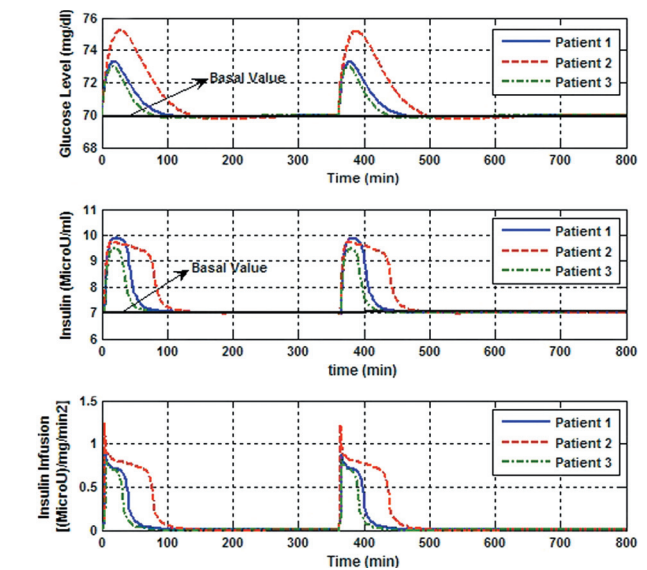 76
74
72
70
68
Glucose Level (mg/dl)
Basal Value
Patient 1
Patient 2
Patient 3
0 100 200 300 400 500 600 700 800
Time (min)
11
10
9
8
7
6
Insulin (MicroU/ml)
Basal Value
Patient 1
Patient 2
Patient 3
0 100 200 300 400 500 600 700 800
time (min)
1.5
1
0.5
0
Insulin Infusion
[(MicroU)/mg/min2]
Patient 1
Patient 2
Patient 3
0 100 200 300 400 500 600 700 800
Time (min)